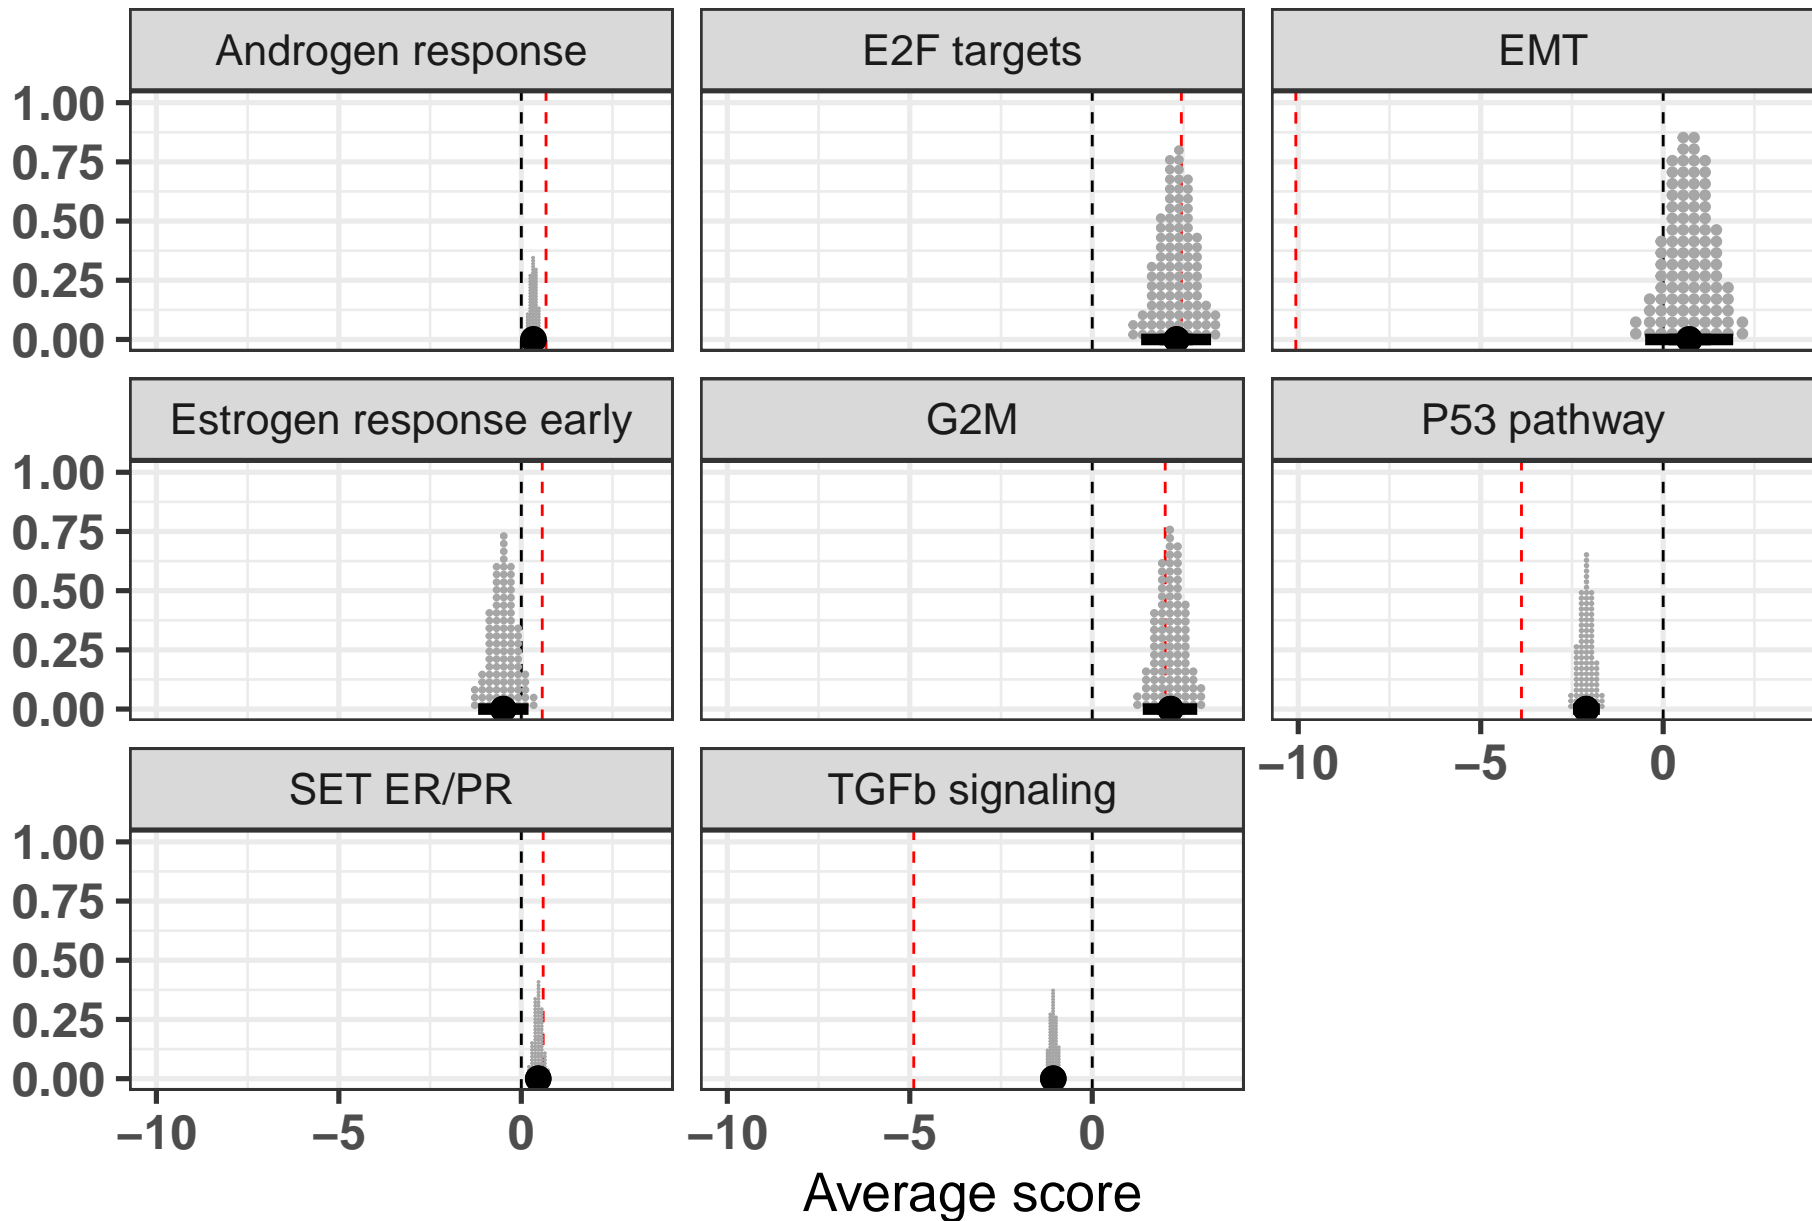 Androgen response E2F targets EMT
1.00
0.75
0.50
0.25
0.00
Estrogen response early G2M P53 pathway
1.00
0.75
0.50
0.25
0.00
−10 −5 0
SET ER/PR TGFb signaling
1.00
0.75
0.50
0.25
0.00
−10 −5 0 −10 −5 0
Average score